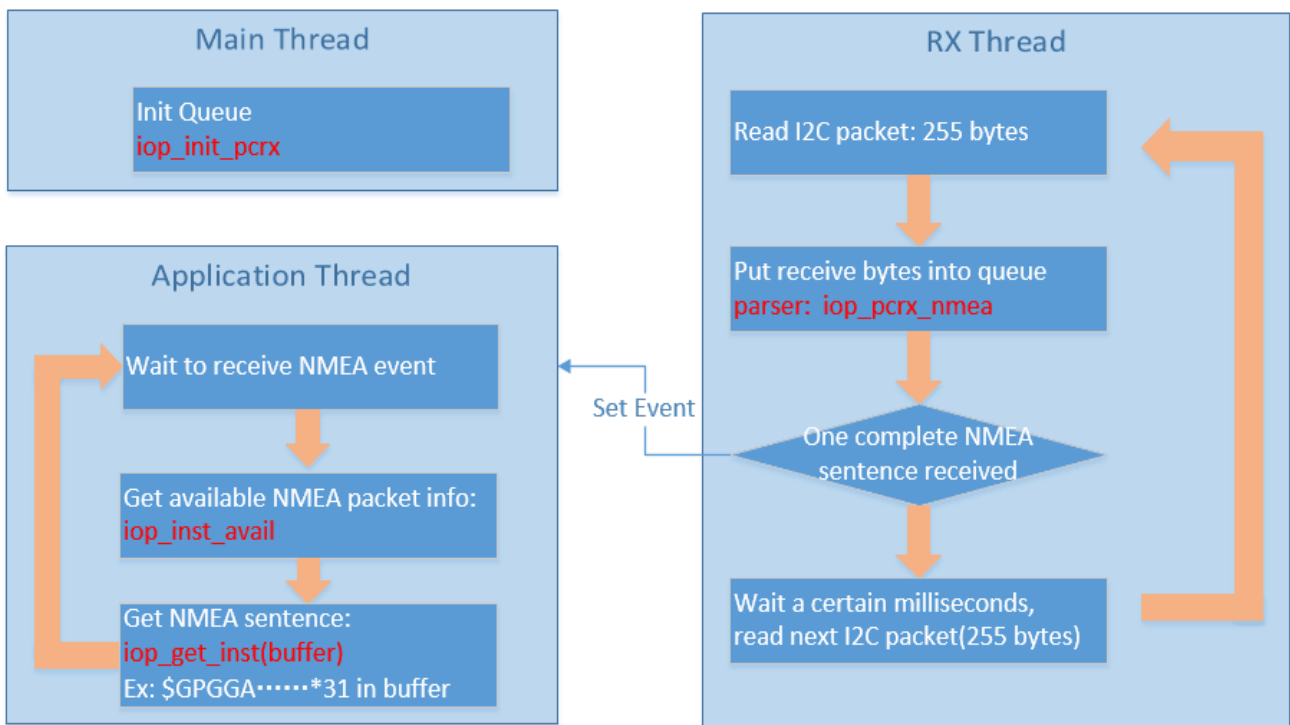 Main Thread
Init Queue
iop_init_pcrx
Application Thread
Wait to receive NMEA event
Get available NMEA packet info:
iop_inst_avail
Get NMEA sentence:
iop_get_inst(buffer)
Ex: $GPGGA······*31 in buffer
Set Event
RX Thread
Read I2C packet: 255 bytes
Put receive bytes into queue
parser: iop_pcrx_nmea
One complete NMEA
sentence received
Wait a certain milliseconds,
read next I2C packet(255 bytes)